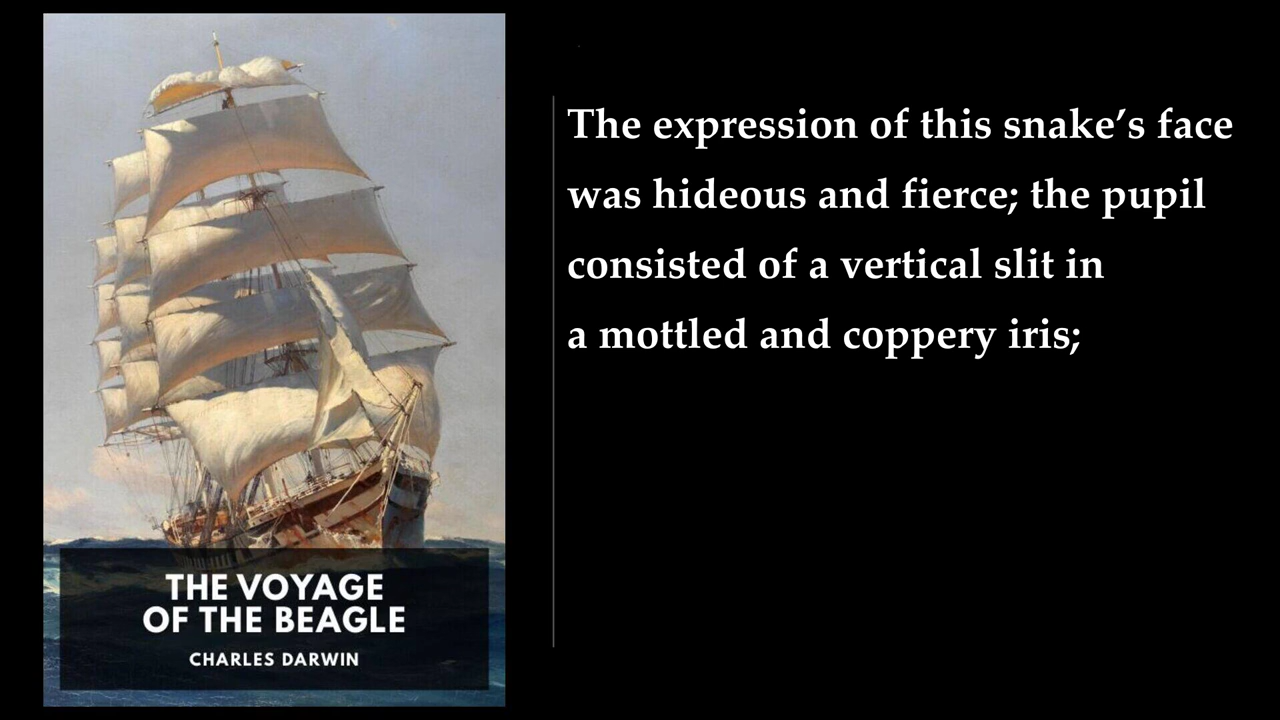 THE VOYAGE
OF THE BEAGLE
CHARLES DARWIN
The expression of this snake’s face
was hideous and fierce; the pupil
consisted of a vertical slit in
a mottled and coppery iris;